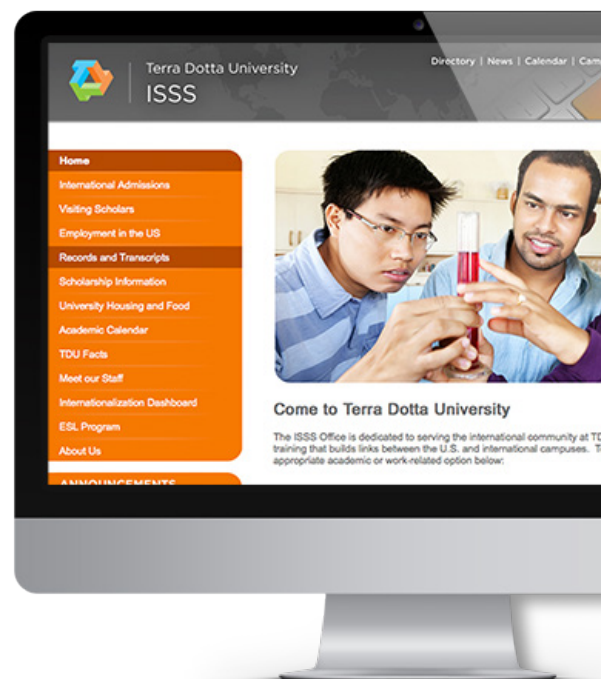 Directory | News | Calendar |
Terra Dotta University
ISSS
Home
International Admissions
Visiting Scholars
Employment in the US
Records and Transcripts
Scholarship Information
University Housing and Food
Academic Calendar
TDU Facts
Meet our Staff
Internationalization Dashboard
ESL Program
About Us
ANNOUNCEMENTS
Come to Terra Dotta University
The ISSS Office is dedicated to serving the international community at
training that builds links between the U.S. and international campuses.
appropriate academic or work-related option below: